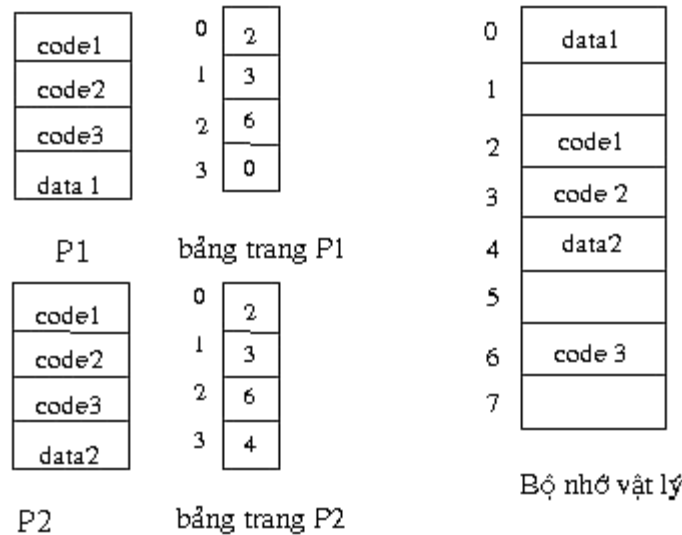 code1
code2
code3
data 1
P1
0 2
1 3
2 6
3 0
bảng trang P1
code1
code2
code3
data2
P2
0 2
1 3
2 6
3 4
bảng trang P2
0 data1
1
2 code1
3 code 2
4 data2
5
6 code 3
7
Bộ nhớ vật lý